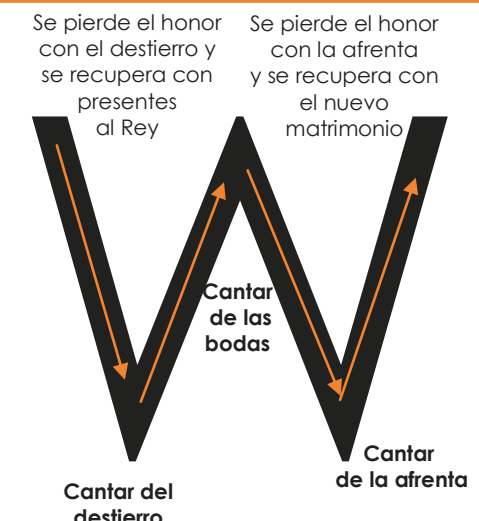 Se pierde el honor
con el destierro y
se recupera con
presentes
al Rey
Se pierde el honor
con la afrenta
y se recupera con
el nuevo
matrimonio
Cantar
de las
bodas
Cantar
de la afrenta
Cantar del
destierro